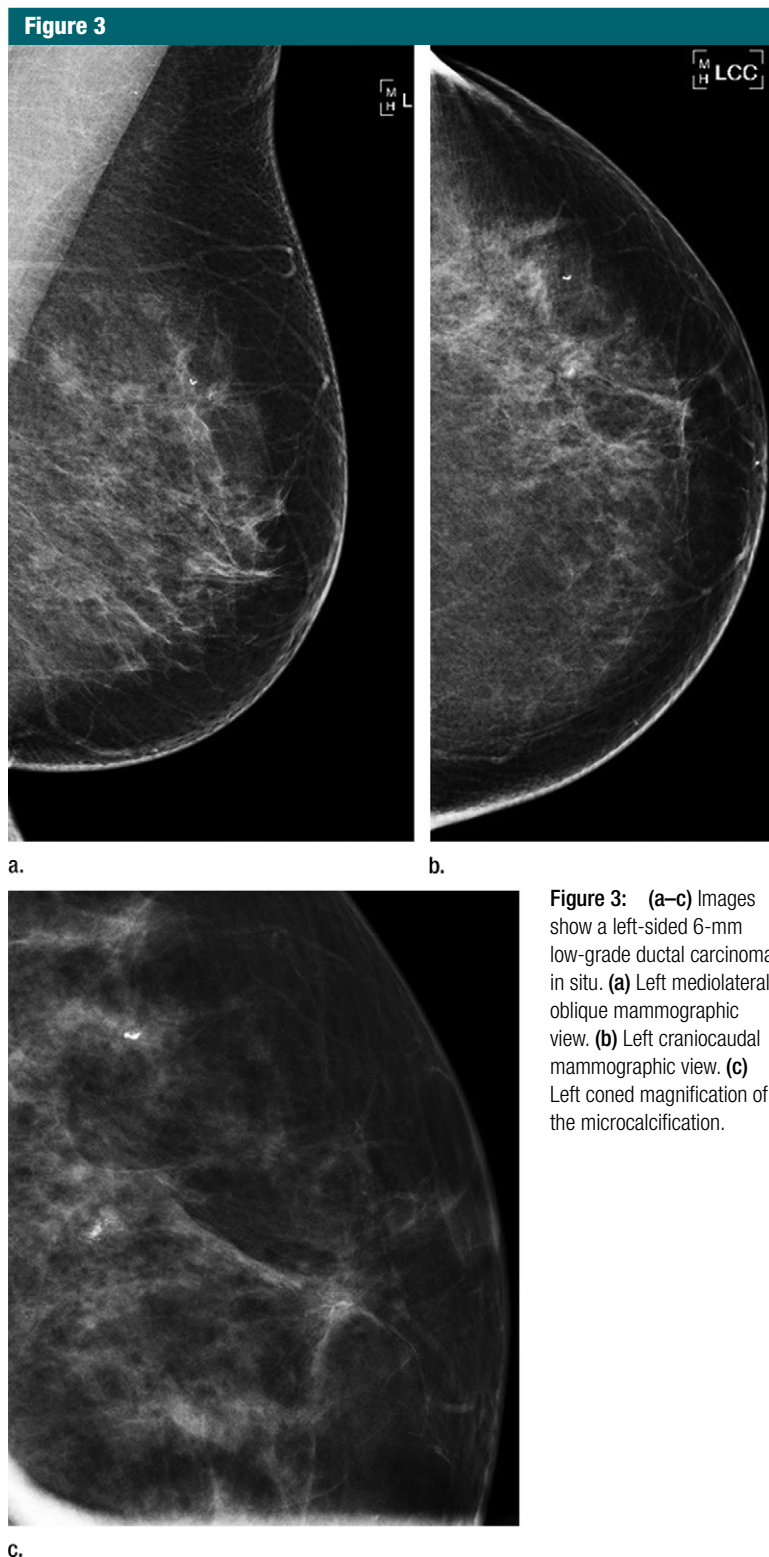 Figure 3
M
H L
M
H LCC
a.
b.
Figure 3: (a–c) Images
show a left-sided 6-mm
low-grade ductal carcinoma
in situ. (a) Left mediolateral
oblique mammographic
view. (b) Left craniocaudal
mammographic view. (c)
Left coned magnification of
the microcalcification.
c.